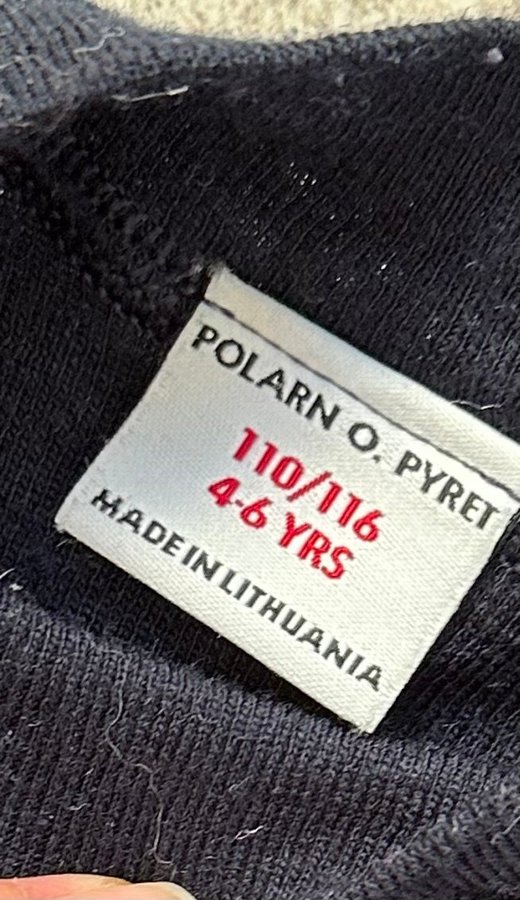 POLARN O. PYRET
110/116
4-6 YRS
MADE IN LITHUANIA